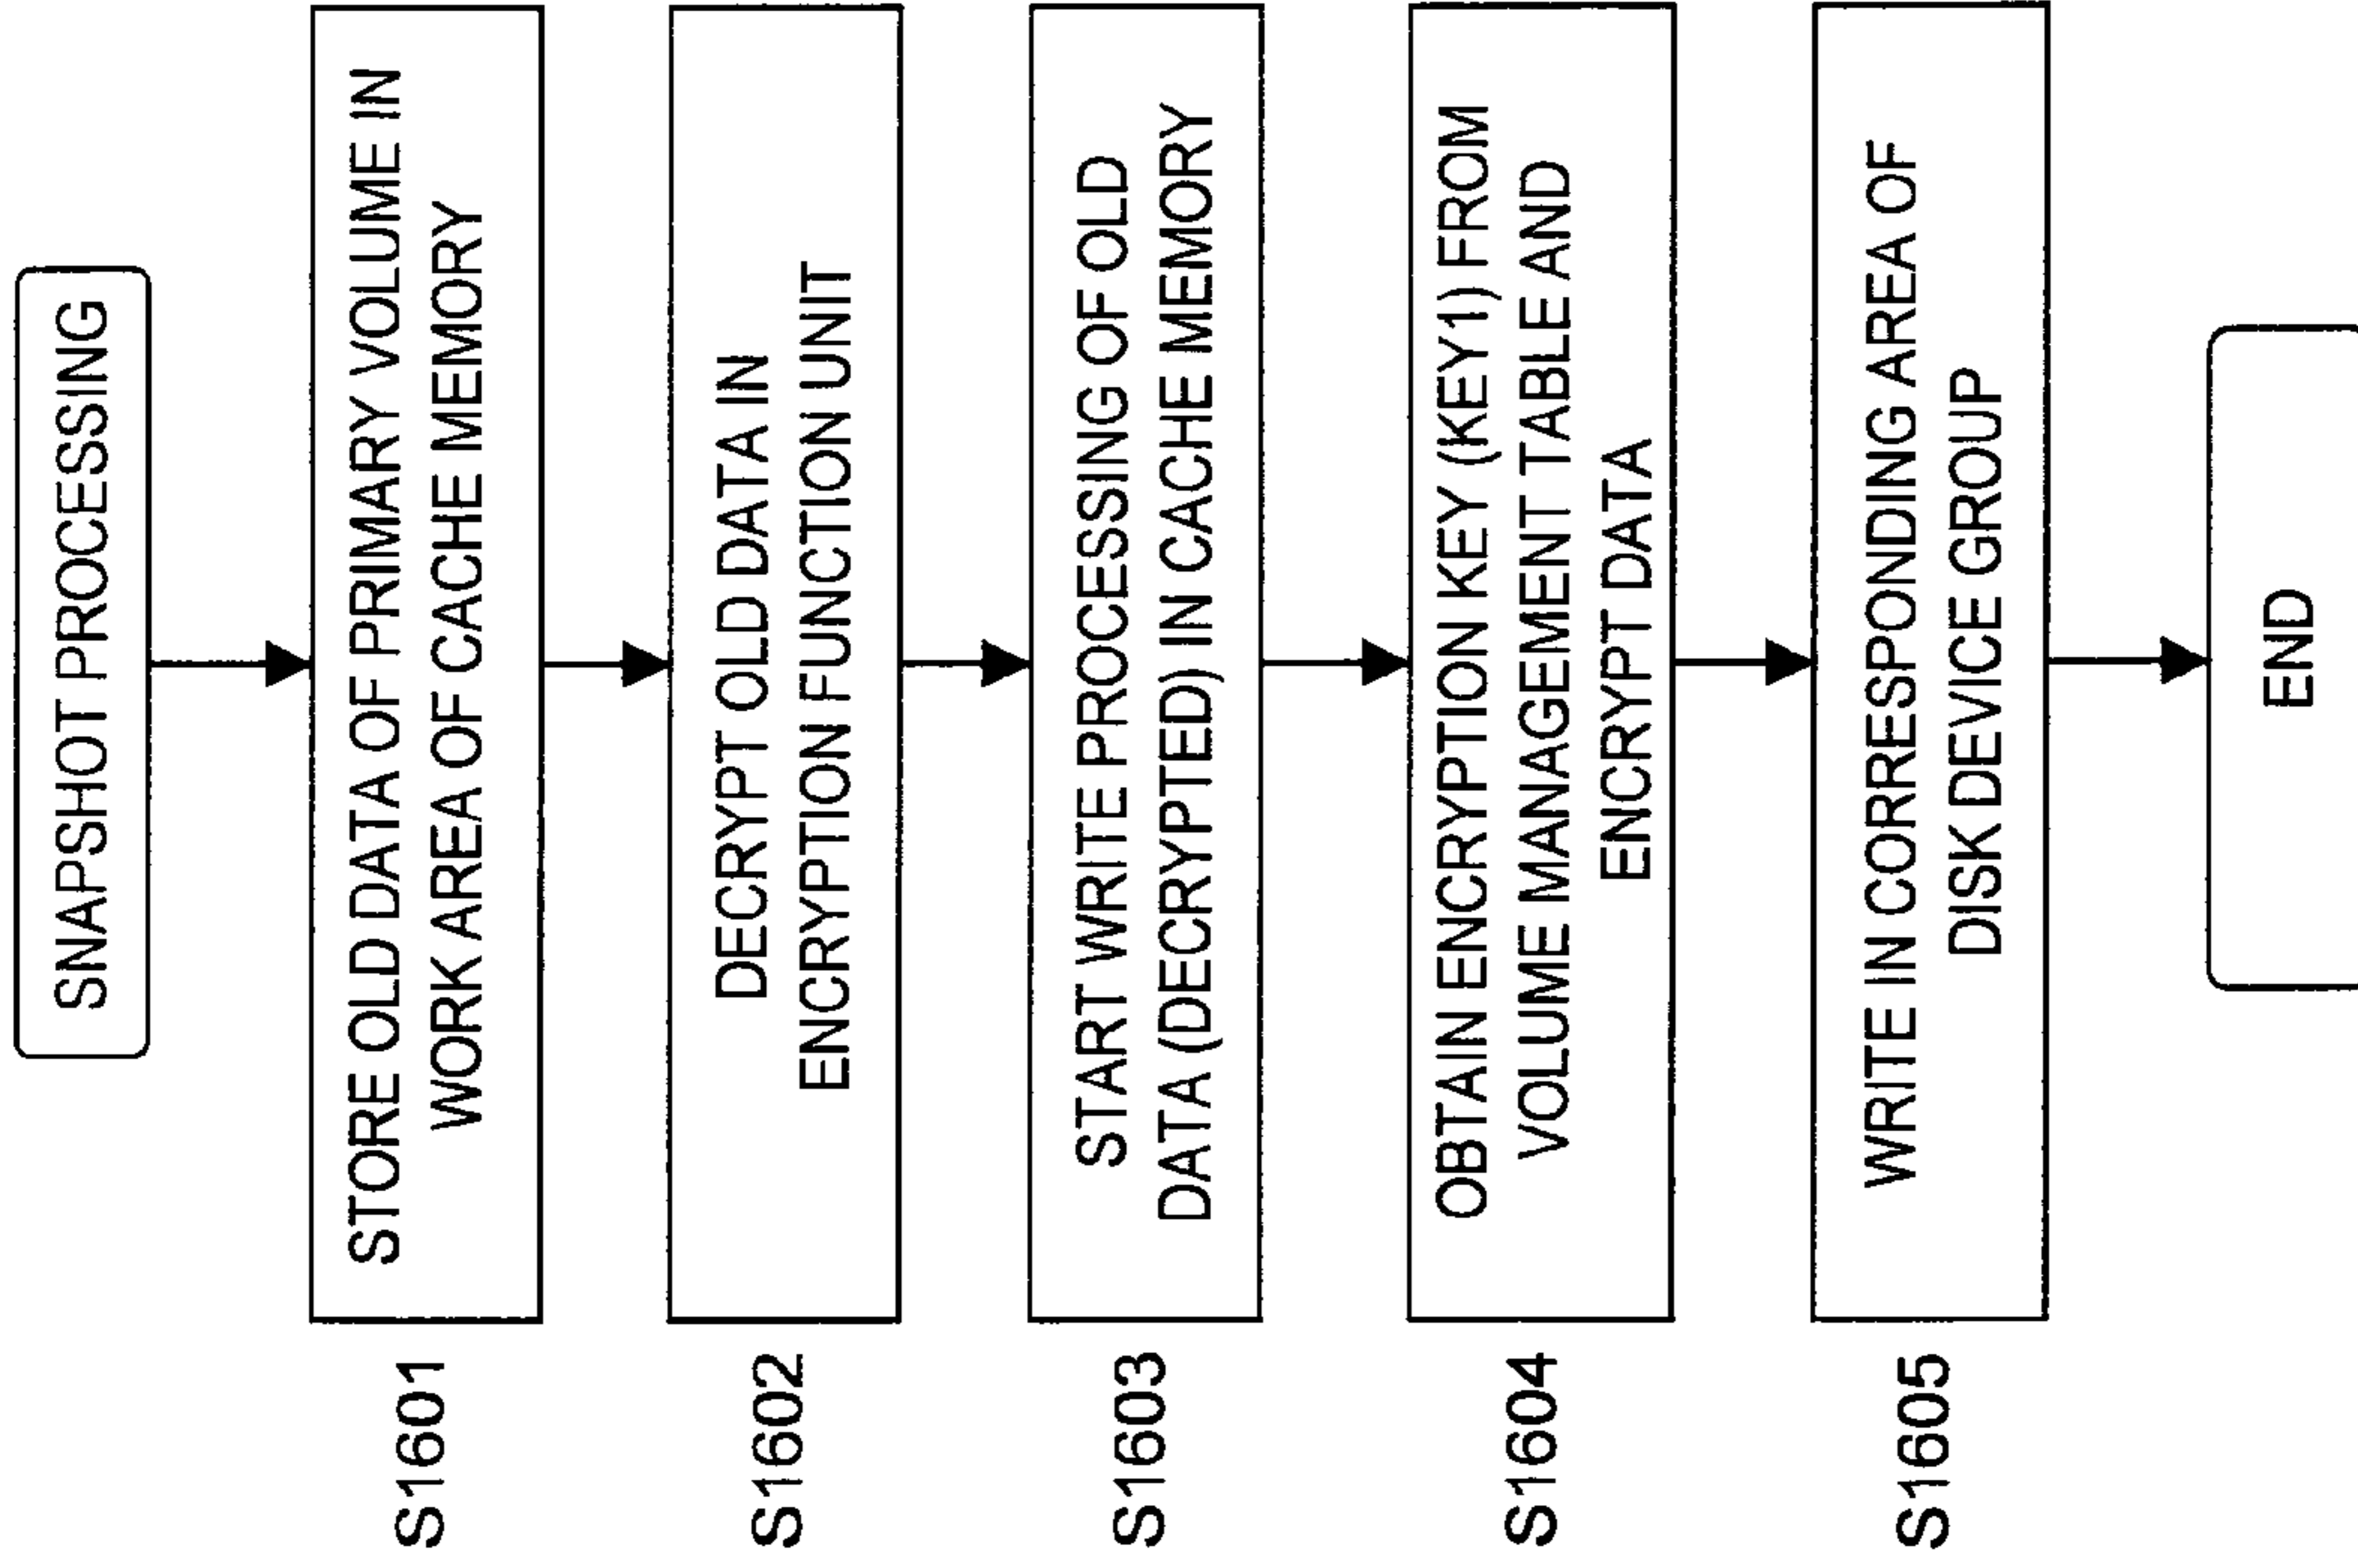 SNAPSHOT PROCESSING
S1601
STORE OLD DATA OF PRIMARY VOLUME IN
WORK AREA OF CACHE MEMORY
S1602
DECRYPT OLD DATA IN
ENCRYPTION FUNCTION UNIT
S1603
START WRITE PROCESSING OF OLD
DATA (DECRYPTED) IN CACHE MEMORY
S1604
OBTAIN ENCRYPTION KEY (KEY1) FROM
VOLUME MANAGEMENT TABLE AND
ENCRYPT DATA
S1605
WRITE IN CORRESPONDING AREA OF
DISK DEVICE GROUP
END